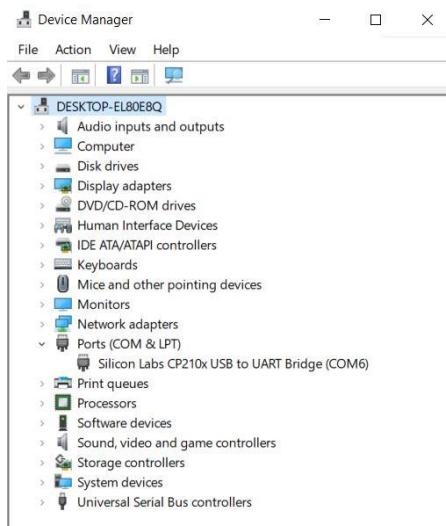 Device Manager
File Action View Help
DESKTOP-EL80E8Q
Audio inputs and outputs
Computer
Disk drives
Display adapters
DVD/CD-ROM drives
Human Interface Devices
IDE ATA/ATAPI controllers
Keyboards
Mice and other pointing devices
Monitors
Network adapters
Ports (COM & LPT)
Silicon Labs CP210x USB to UART Bridge (COM6)
Print queues
Processors
Software devices
Sound, video and game controllers
Storage controllers
System devices
Universal Serial Bus controllers